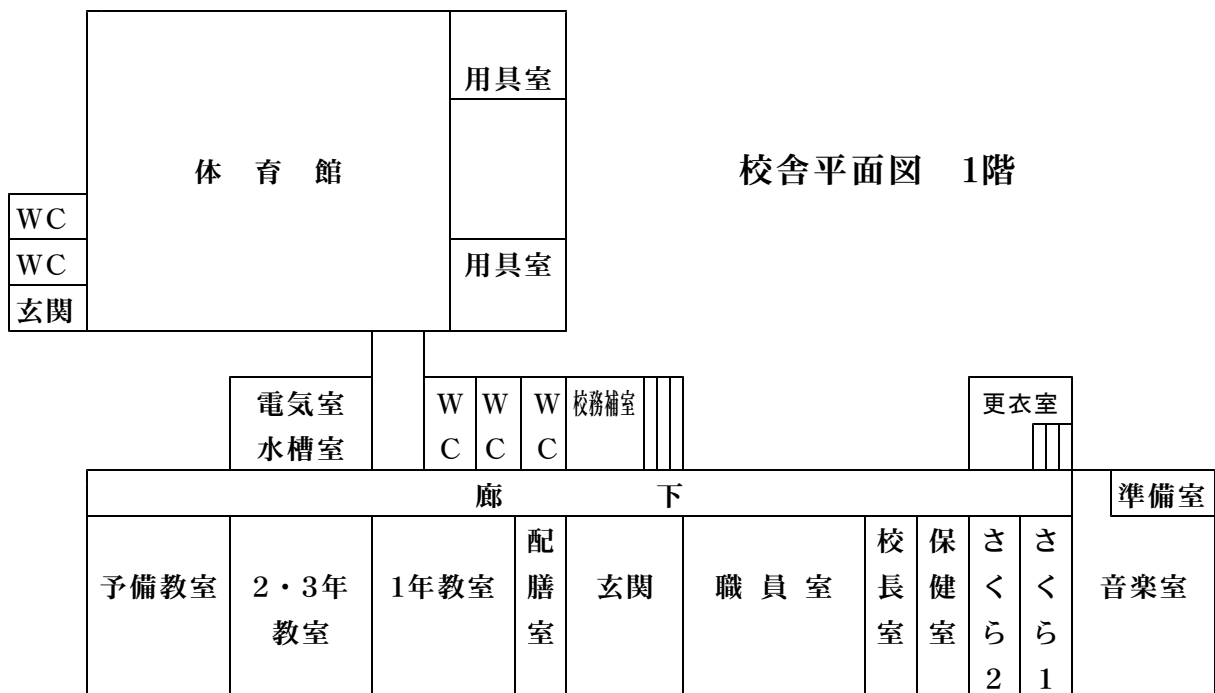 用具室
体育館
校舎平面図 1階
WC
WC
用具室
玄関
電気室
水槽室
WC
WC
WC
校務補室
更衣室
廊下
準備室
予備教室
2・3年
教室
1年教室
配膳室
玄関
職員室
校長室
保健室
さくら2
さくら1
音楽室